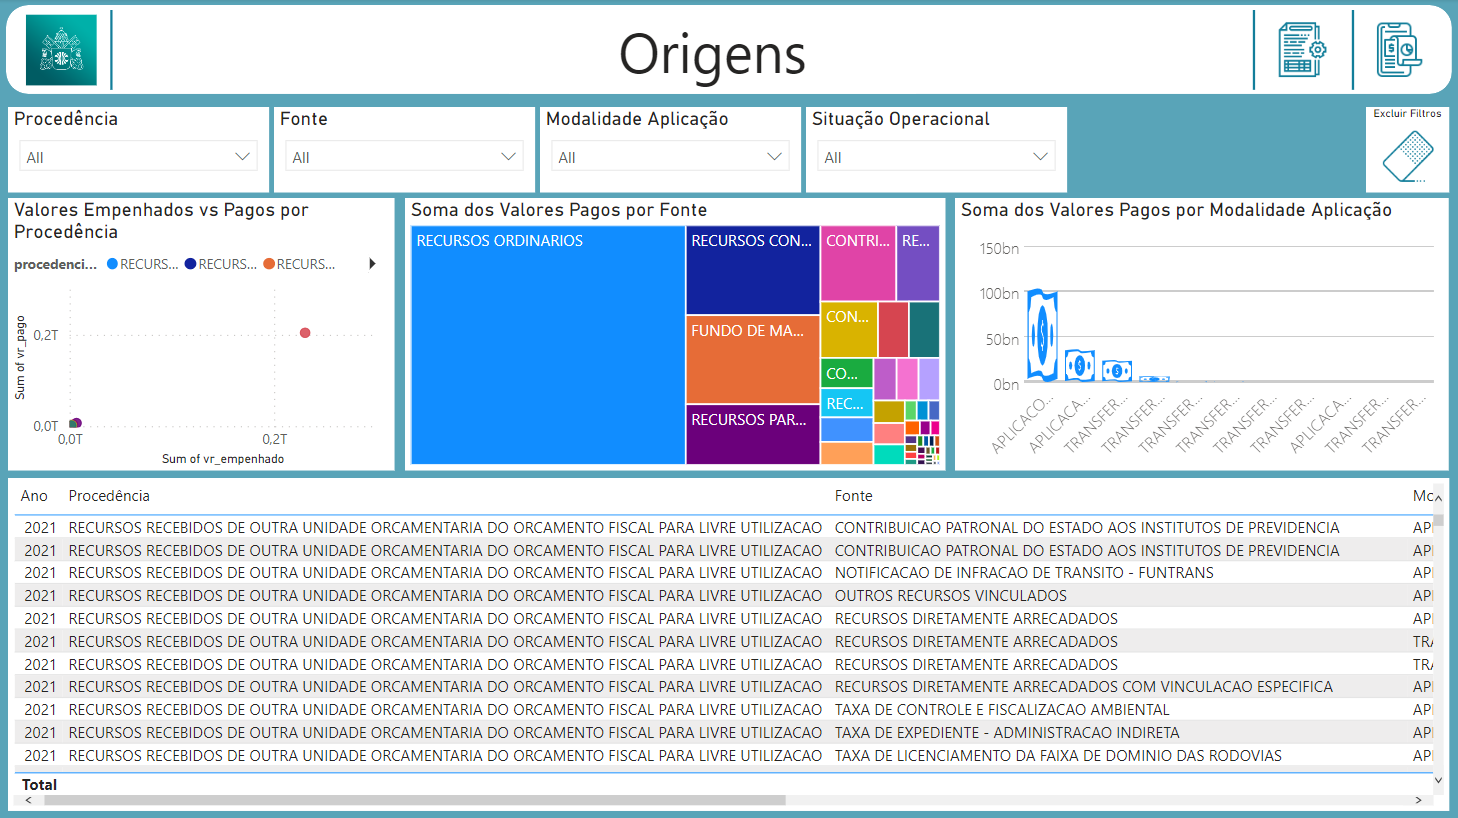 Origens
Procedência
All
Fonte
All
Modalidade Aplicação
All
Situação Operacional
All
Excluir Filtros
Valores Empenhados vs Pagos por
Procedência
procedenci... RECURS... RECURS... RECURS...
Sum of vr_pago
0,2T
0,0T
0,0T 0,2T
Sum of vr_empenhado
Soma dos Valores Pagos por Fonte
RECURSOS ORDINARIOS
RECURSOS CON...
FUNDO DE MA...
RECURSOS PAR...
CONTRI...
RE...
CON...
CO...
REC...
Soma dos Valores Pagos por Modalidade Aplicação
150bn
100bn
50bn
0bn
APLICACO...
APLICACA...
TRANSFER...
TRANSFER...
TRANSFER...
TRANSFER...
TRANSFER...
TRANSFER...
APLICACA...
TRANSFER...
TRANSFER...
Ano Procedência Fonte Mc
2021 RECURSOS RECEBIDOS DE OUTRA UNIDADE ORCAMENTARIA DO ORCAMENTO FISCAL PARA LIVRE UTILIZACAO CONTRIBUICAO PATRONAL DO ESTADO AOS INSTITUTOS DE PREVIDENCIA API
2021 RECURSOS RECEBIDOS DE OUTRA UNIDADE ORCAMENTARIA DO ORCAMENTO FISCAL PARA LIVRE UTILIZACAO CONTRIBUICAO PATRONAL DO ESTADO AOS INSTITUTOS DE PREVIDENCIA API
2021 RECURSOS RECEBIDOS DE OUTRA UNIDADE ORCAMENTARIA DO ORCAMENTO FISCAL PARA LIVRE UTILIZACAO NOTIFICACAO DE INFRACAO DE TRANSITO - FUNTRANS API
2021 RECURSOS RECEBIDOS DE OUTRA UNIDADE ORCAMENTARIA DO ORCAMENTO FISCAL PARA LIVRE UTILIZACAO OUTROS RECURSOS VINCULADOS API
2021 RECURSOS RECEBIDOS DE OUTRA UNIDADE ORCAMENTARIA DO ORCAMENTO FISCAL PARA LIVRE UTILIZACAO RECURSOS DIRETAMENTE ARRECADADOS API
2021 RECURSOS RECEBIDOS DE OUTRA UNIDADE ORCAMENTARIA DO ORCAMENTO FISCAL PARA LIVRE UTILIZACAO RECURSOS DIRETAMENTE ARRECADADOS TRA
2021 RECURSOS RECEBIDOS DE OUTRA UNIDADE ORCAMENTARIA DO ORCAMENTO FISCAL PARA LIVRE UTILIZACAO RECURSOS DIRETAMENTE ARRECADADOS TRA
2021 RECURSOS RECEBIDOS DE OUTRA UNIDADE ORCAMENTARIA DO ORCAMENTO FISCAL PARA LIVRE UTILIZACAO RECURSOS DIRETAMENTE ARRECADADOS COM VINCULACAO ESPECIFICA API
2021 RECURSOS RECEBIDOS DE OUTRA UNIDADE ORCAMENTARIA DO ORCAMENTO FISCAL PARA LIVRE UTILIZACAO TAXA DE CONTROLE E FISCALIZACAO AMBIENTAL API
2021 RECURSOS RECEBIDOS DE OUTRA UNIDADE ORCAMENTARIA DO ORCAMENTO FISCAL PARA LIVRE UTILIZACAO TAXA DE EXPEDIENTE - ADMINISTRACAO INDIRETA API
2021 RECURSOS RECEBIDOS DE OUTRA UNIDADE ORCAMENTARIA DO ORCAMENTO FISCAL PARA LIVRE UTILIZACAO TAXA DE LICENCIAMENTO DA FAIXA DE DOMINIO DAS RODOVIAS API
Total